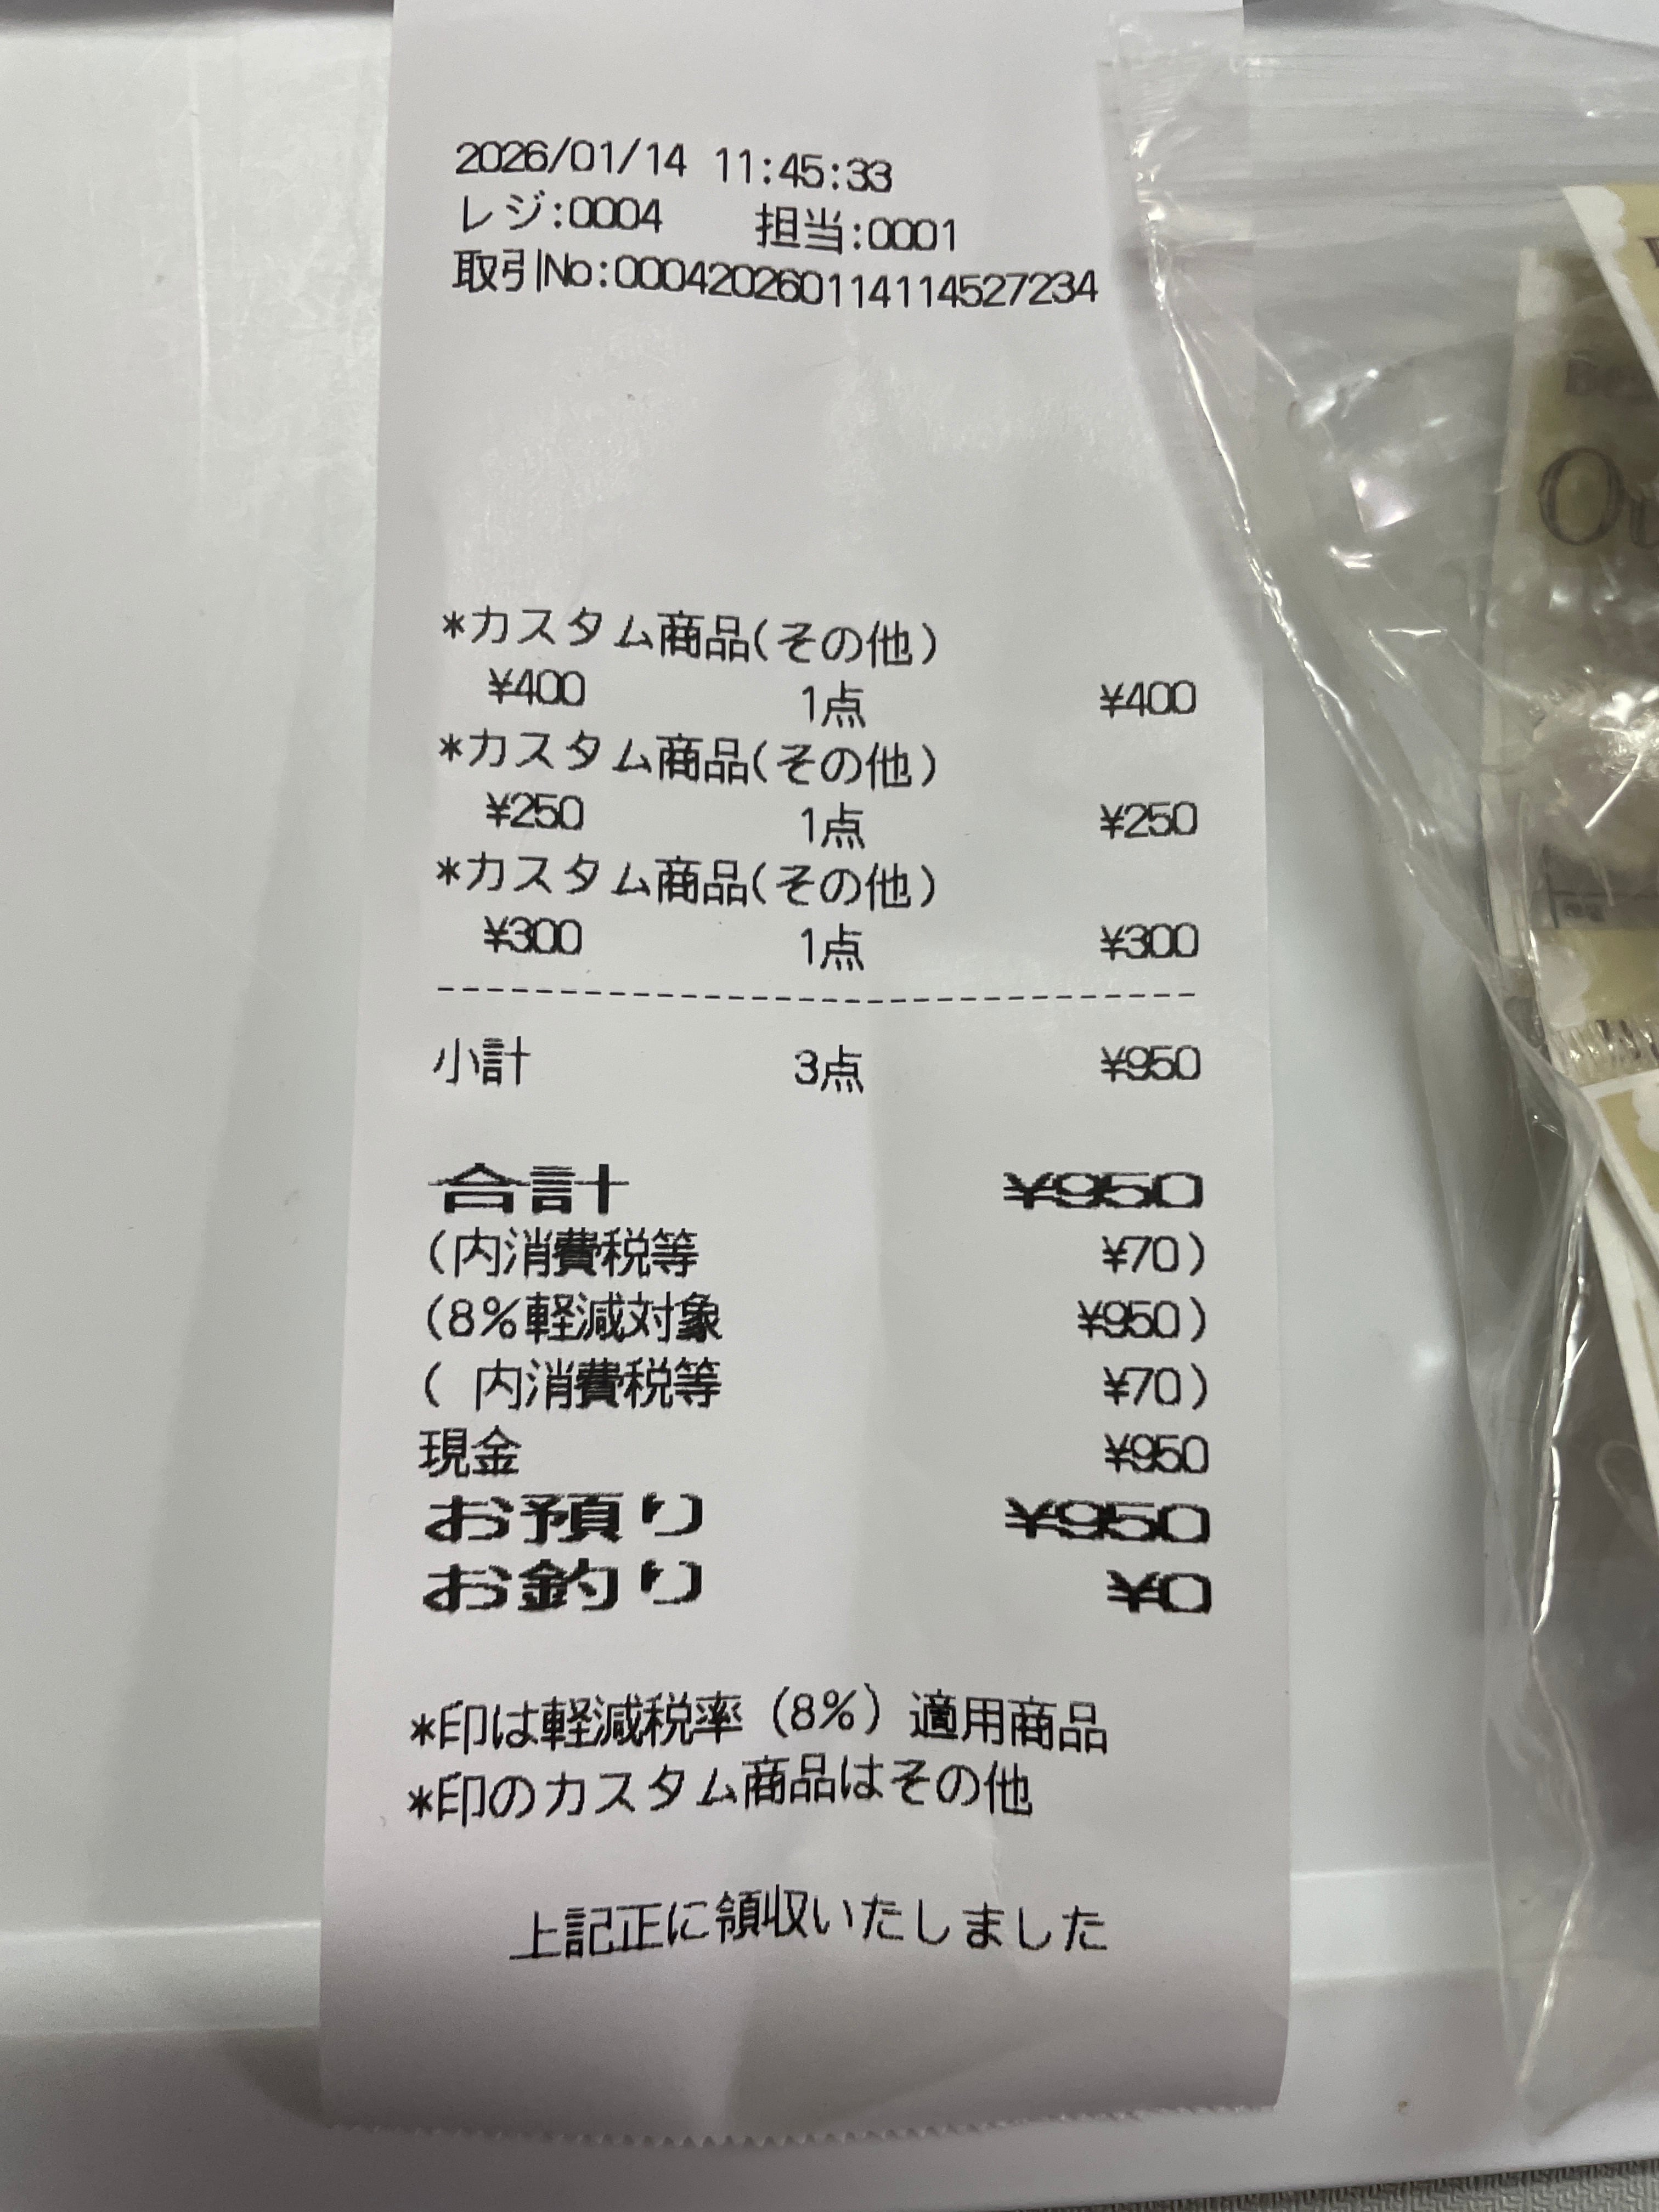 2026/01/14 11:45:33
レジ:0004 担当:0001
取引No:0004202601141145272​34
*カスタム商品(その他)
¥400 1点 ¥400
*カスタム商品(その他)
¥250 1点 ¥250
*カスタム商品(その他)
¥300 1点 ¥300
小計 3点 ¥950
合計 ¥950
(内消費税等 ¥70)
(8%軽減対象 ¥950)
( 内消費税等 ¥70)
現金 ¥950
お預り ¥950
お釣り ¥0
*印は軽減税率(8%)適用商品
*印のカスタム商品はその他
上記正に領収いたしました